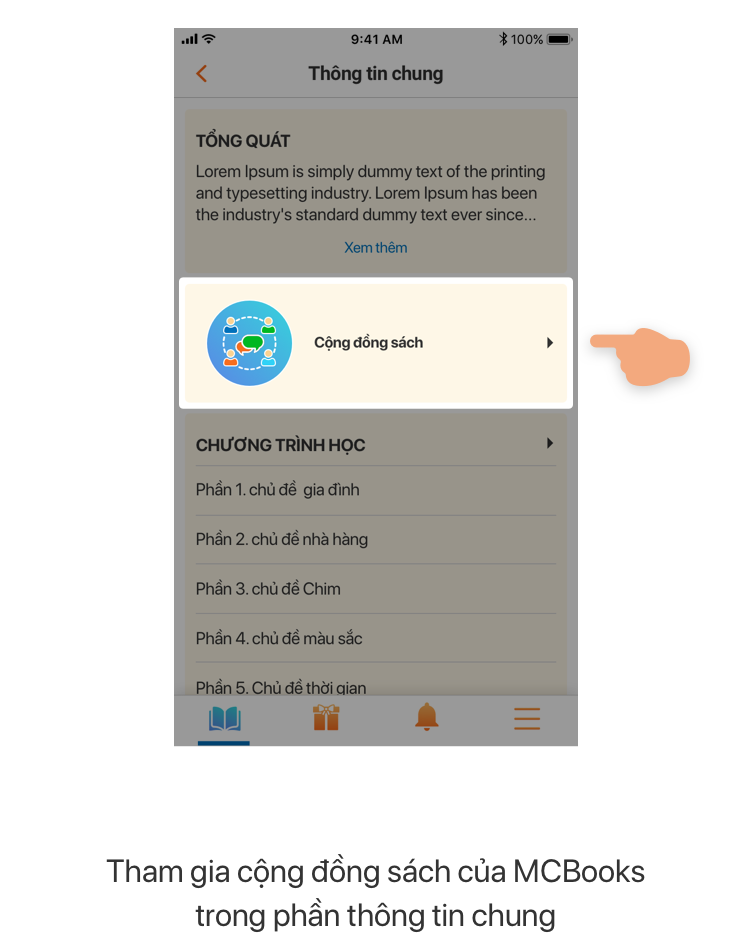 9:41 AM
100%
Thông tin chung
TỔNG QUÁT
Lorem Ipsum is simply dummy text of the printing
and typesetting industry. Lorem Ipsum has been
the industry's standard dummy text ever since...
Xem thêm
Cộng đồng sách
CHƯƠNG TRÌNH HỌC
Phần 1. chủ đề gia đình
Phần 2. chủ đề nhà hàng
Phần 3. chủ đề Chim
Phần 4. chủ đề màu sắc
Phần 5. Chủ đề thời gian
Tham gia cộng đồng sách của MCBooks
trong phần thông tin chung